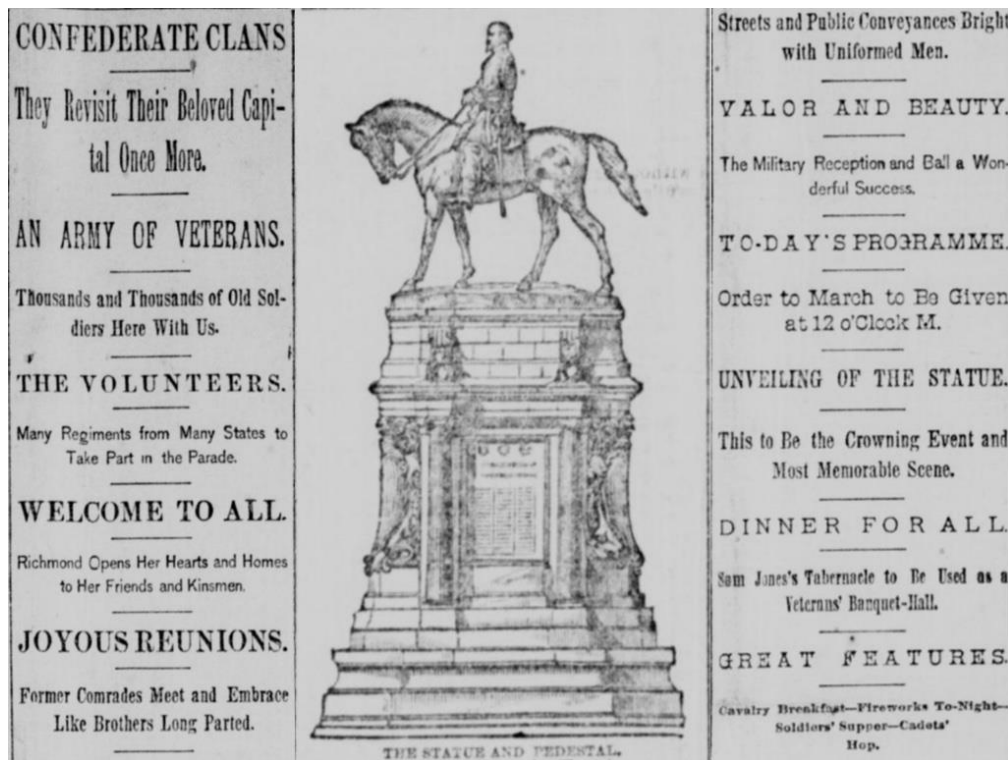 CONFEDERATE CLANS
They Revisit Their Beloved Capi-
tal Once More.
AN ARMY OF VETERANS.
Thousands and Thousands of Old Sol-
diers Here With Us.
THE VOLUNTEERS.
Many Regiments from Many States to
Take Part in the Parade.
WELCOME TO ALL.
Richmond Opens Her Hearts and Homes
to Her Friends and Kinsmen.
JOYOUS REUNIONS.
Former Comrades Meet and Embrace
Like Brothers Long Parted.
THE STATUE AND PEDESTAL.
Streets and Public Conveyances Bright
with Uniformed Men.
VALOR AND BEAUTY.
The Military Reception and Ball a Won-
derful Success.
TO-DAY'S PROGRAMME.
Order to March to Be Given
at 12 o'Clock M.
UNVEILING OF THE STATUE.
This to Be the Crowning Event and
Most Memorable Scene.
DINNER FOR ALL.
Sam Jones's Tabernacle to Be Used as a
Veterans' Banquet-Hall.
GREAT FEATURES.
Cavalry Breakfast—Fireworks To-Night—
Soldiers' Supper—Cadets'
Hop.